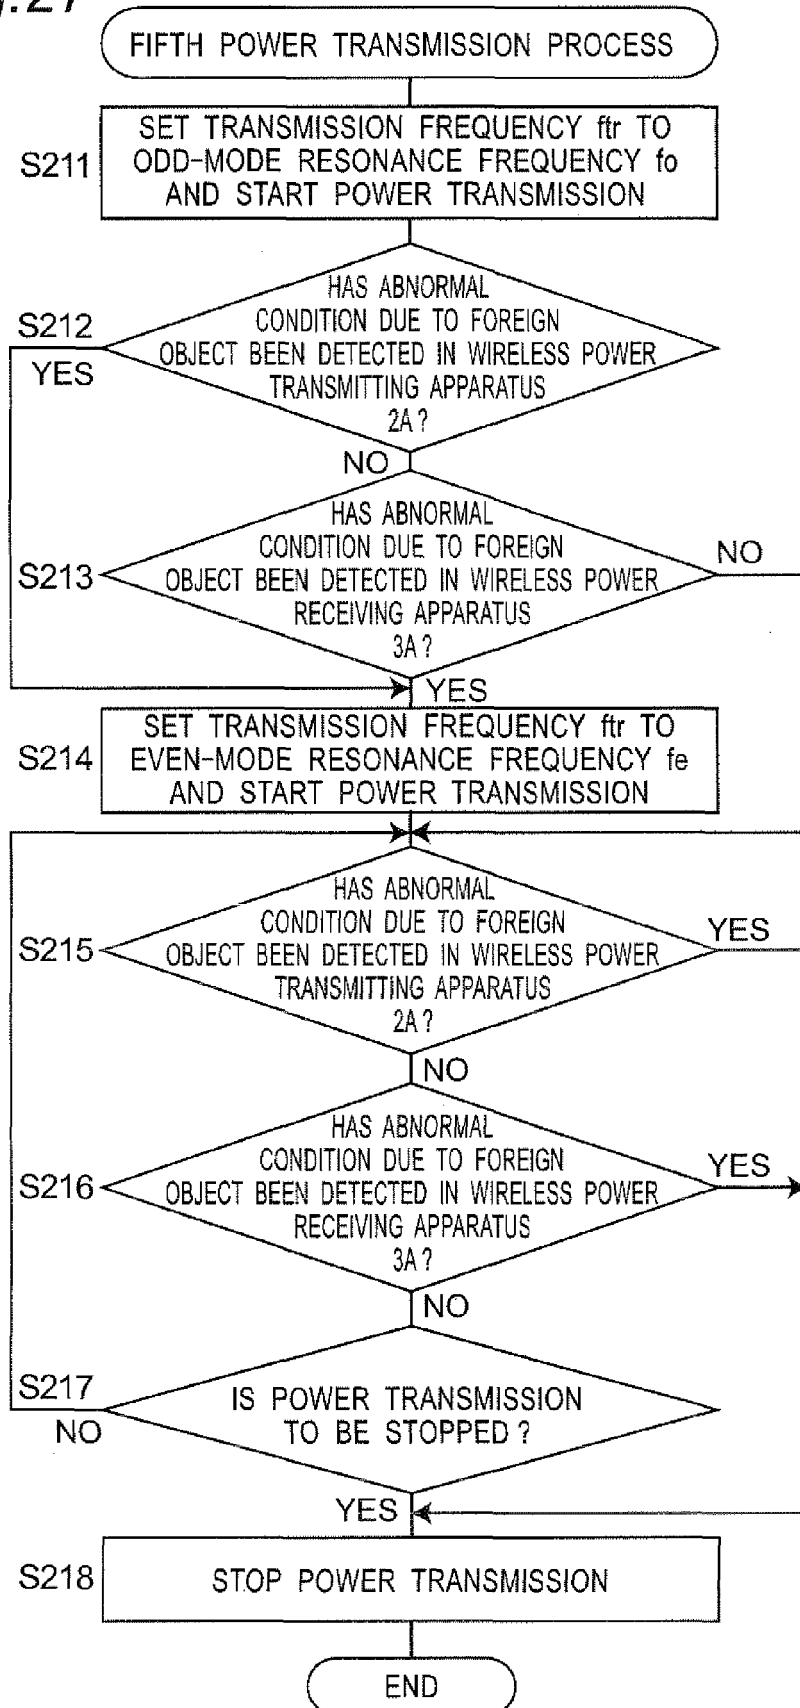 FIFTH POWER TRANSMISSION PROCESS
S211
SET TRANSMISSION FREQUENCY ftr TO
ODD-MODE RESONANCE FREQUENCY fo
AND START POWER TRANSMISSION
S212
YES
HAS ABNORMAL
CONDITION DUE TO FOREIGN
OBJECT BEEN DETECTED IN WIRELESS POWER
TRANSMITTING APPARATUS
2A?
NO
S213
HAS ABNORMAL
CONDITION DUE TO FOREIGN
OBJECT BEEN DETECTED IN WIRELESS POWER
RECEIVING APPARATUS
3A?
NO
YES
S214
SET TRANSMISSION FREQUENCY ftr TO
EVEN-MODE RESONANCE FREQUENCY fe
AND START POWER TRANSMISSION
S215
HAS ABNORMAL
CONDITION DUE TO FOREIGN
OBJECT BEEN DETECTED IN WIRELESS POWER
TRANSMITTING APPARATUS
2A?
YES
NO
S216
HAS ABNORMAL
CONDITION DUE TO FOREIGN
OBJECT BEEN DETECTED IN WIRELESS POWER
RECEIVING APPARATUS
3A?
YES
NO
S217
NO
IS POWER TRANSMISSION
TO BE STOPPED?
YES
S218
STOP POWER TRANSMISSION
END